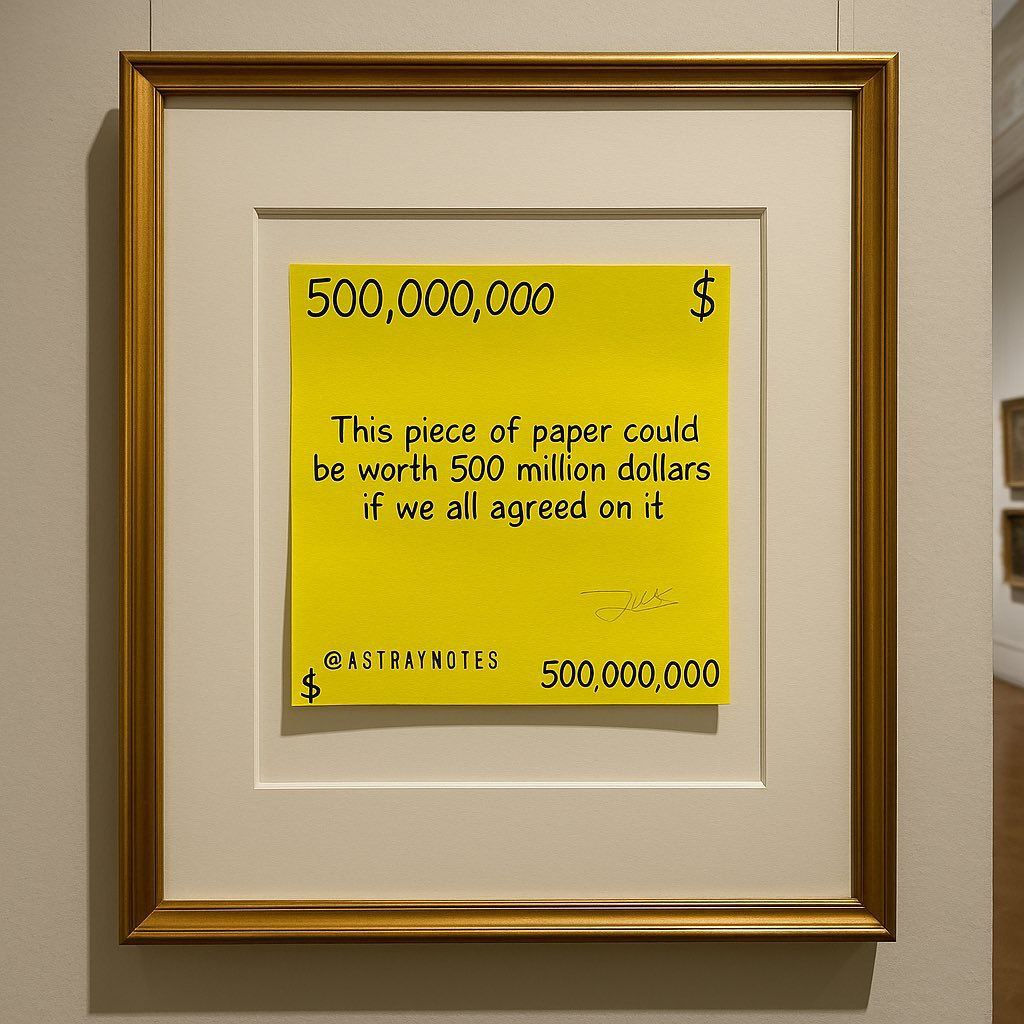 500,000,000 $
This piece of paper could
be worth 500 million dollars
if we all agreed on it
@ASTRAYNOTES
$ 500,000,000